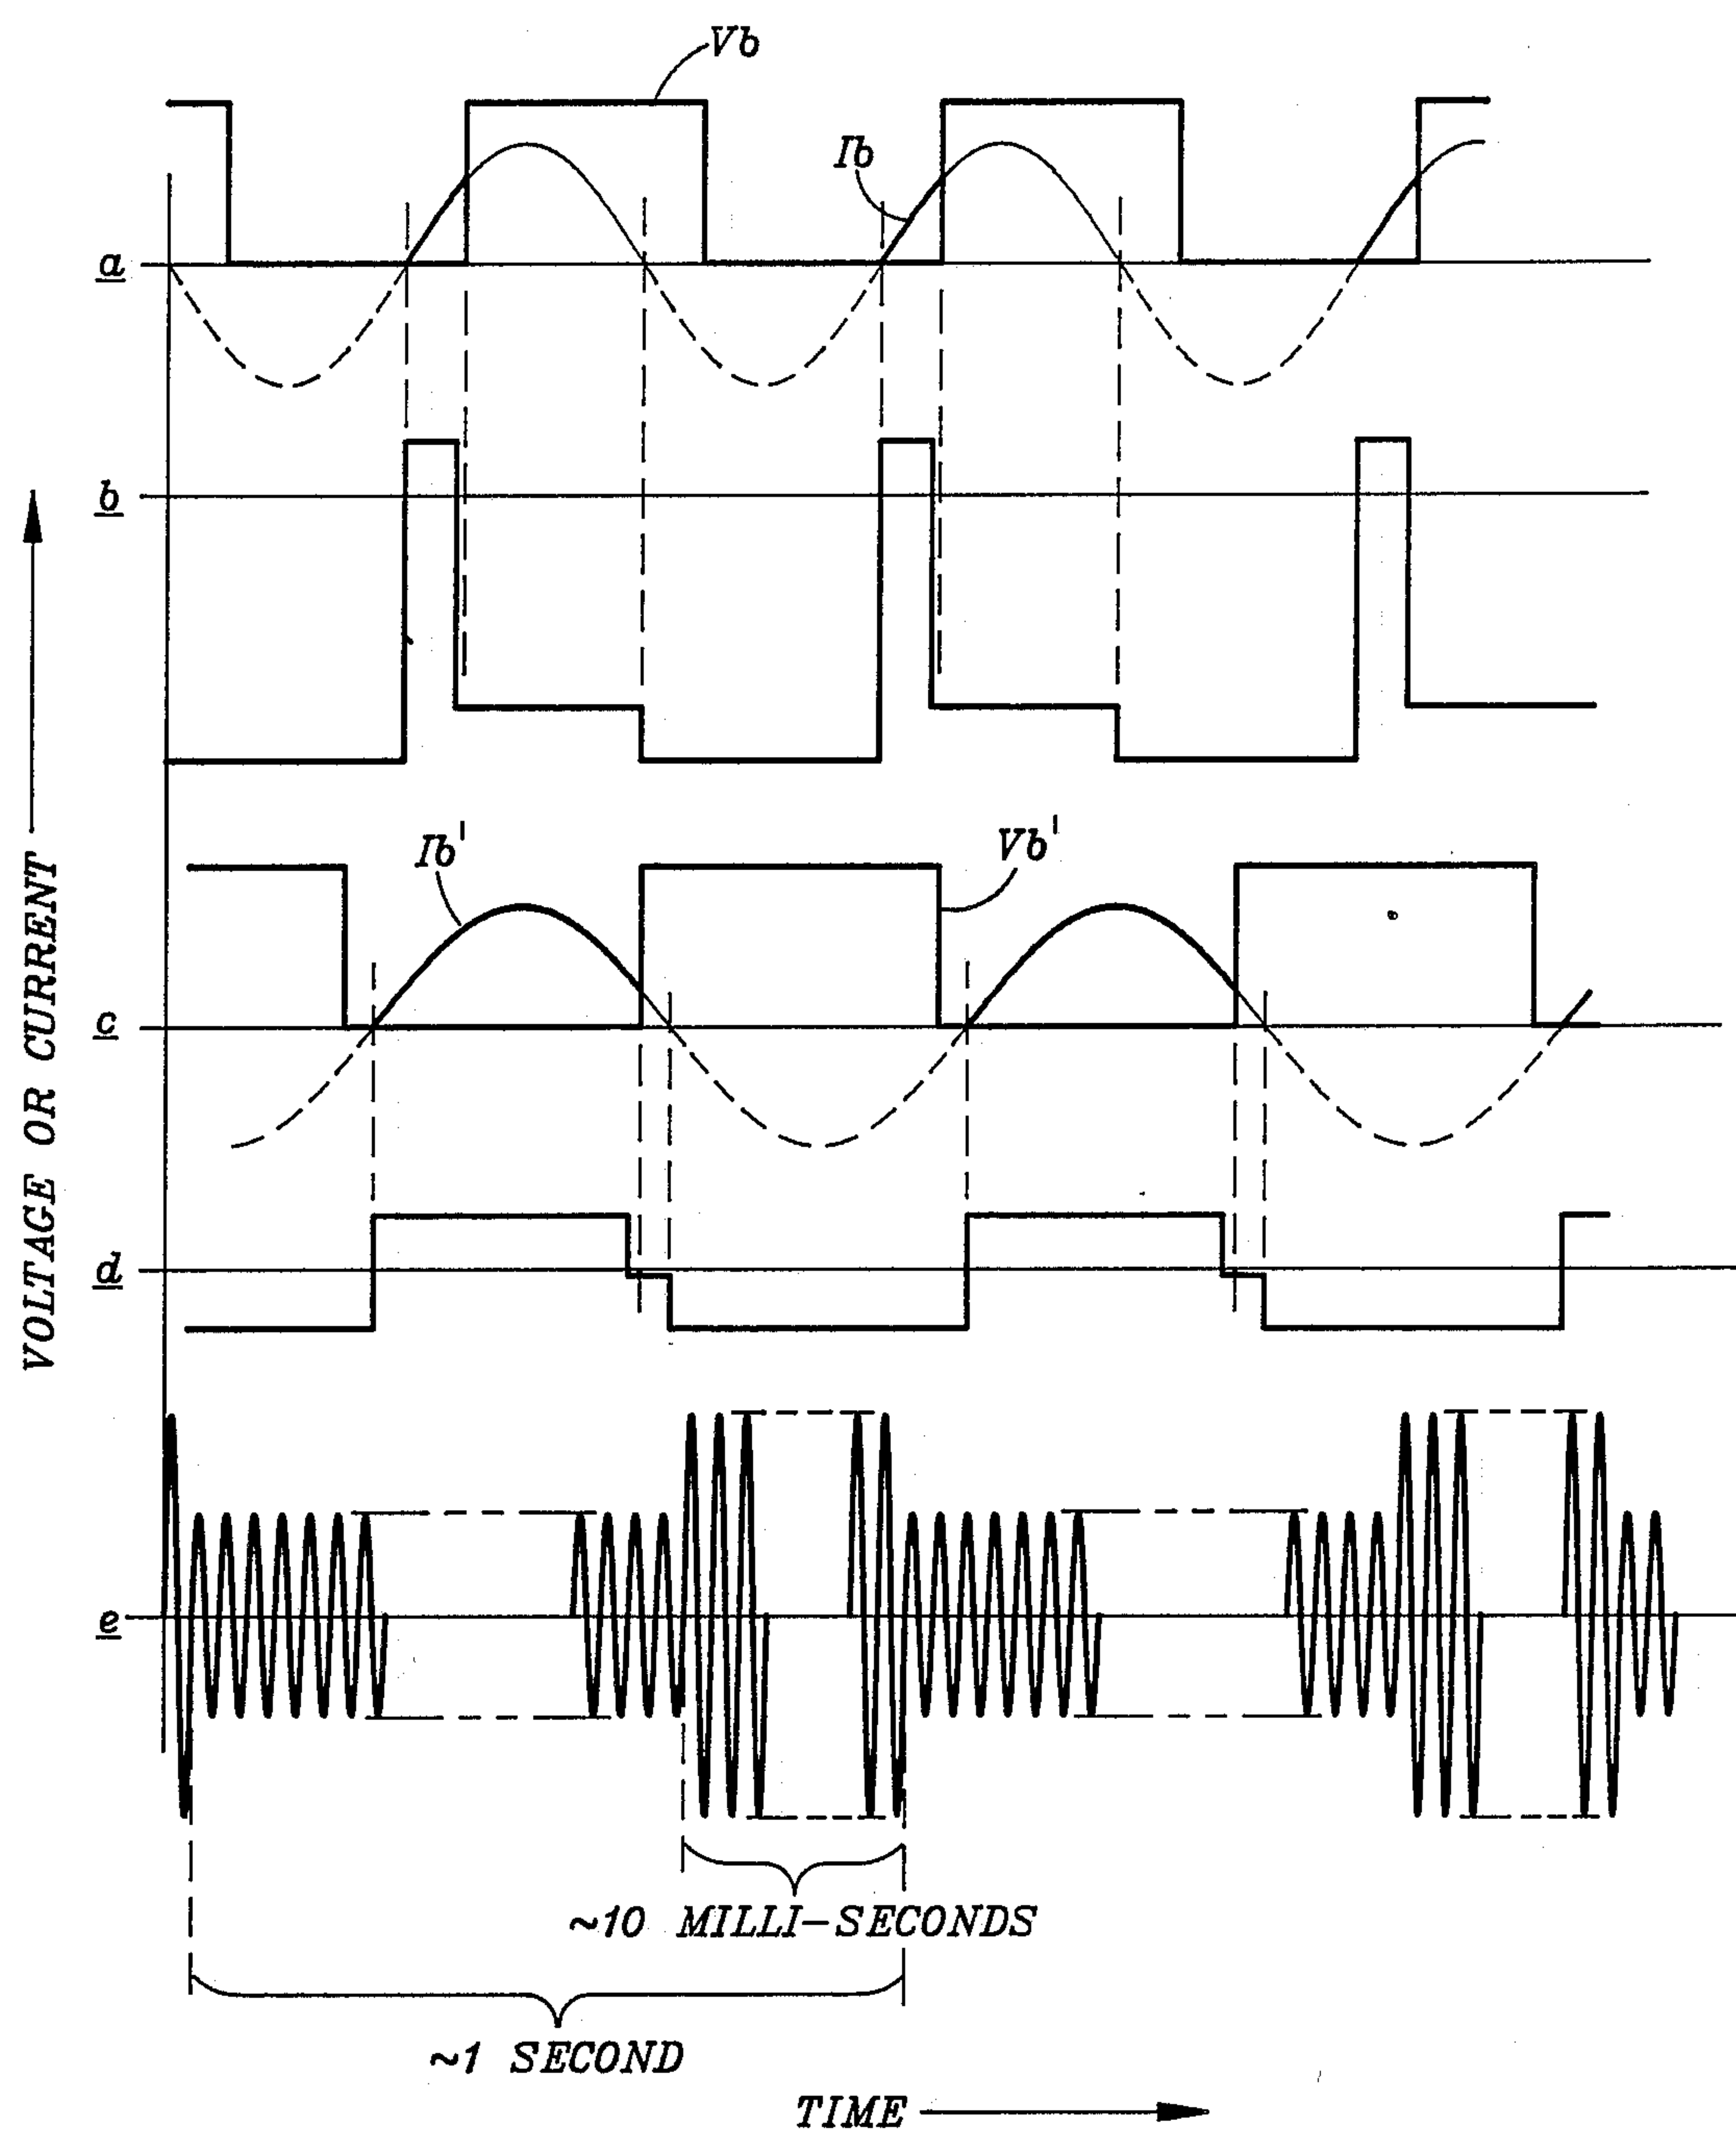 Vb
Ib
a
b
Ib'
Vb'
c
d
e
VOLTAGE OR CURRENT
~10 MILLI-SECONDS
~1 SECOND
TIME